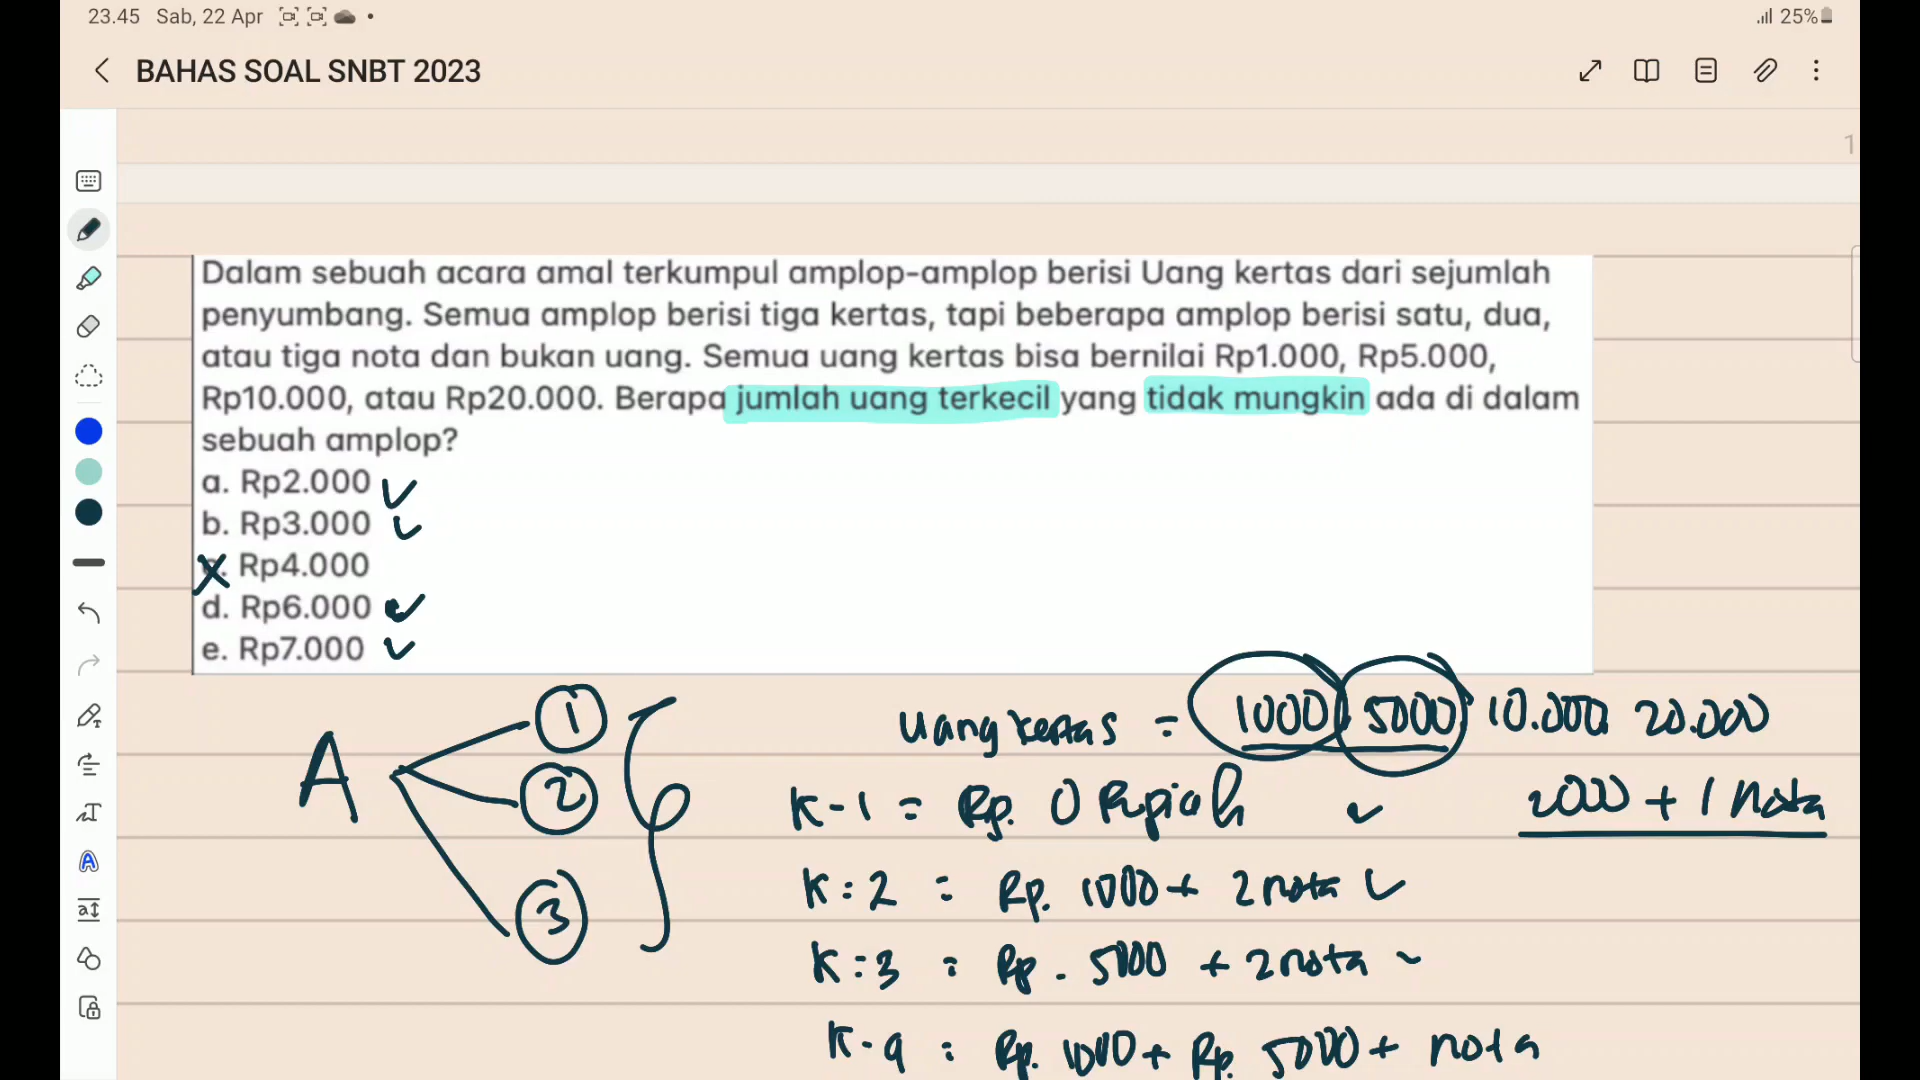 23.45 Sab, 22 Apr
25%
BAHAS SOAL SNBT 2023
1
Dalam sebuah acara amal terkumpul amplop-amplop berisi Uang kertas dari sejumlah
penyumbang. Semua amplop berisi tiga kertas, tapi beberapa amplop berisi satu, dua,
atau tiga nota dan bukan uang. Semua uang kertas bisa bernilai Rp1.000, Rp5.000,
Rp10.000, atau Rp20.000. Berapa jumlah uang terkecil yang tidak mungkin ada di dalam
sebuah amplop?
a. Rp2.000
b. Rp3.000
Rp4.000
d. Rp6.000
e. Rp7.000
A
1
2
3
uang kertas = 1000 5000 10.000 20.000
K-1 = Rp. 0 Rupiah
2000 + 1 nota
K:2 = Rp. 1000 + 2 nota
K:3 = Rp. 5000 + 2 nota
= Rp. 1000 + Rp. 5000 + nota